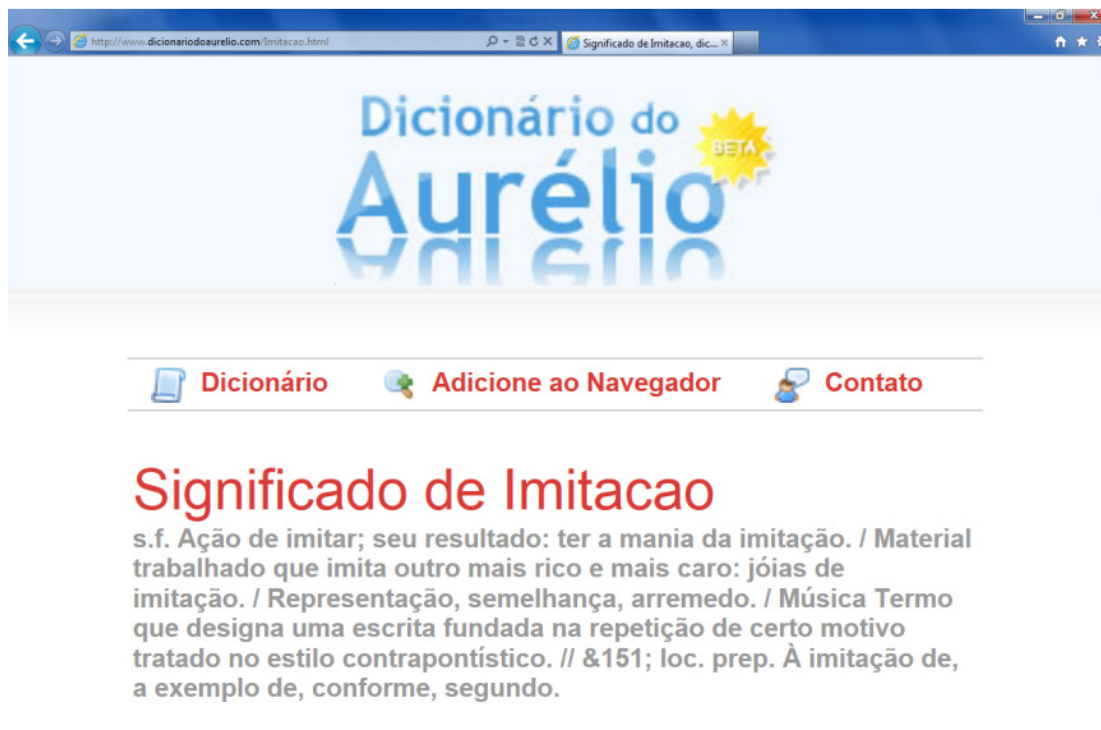 http://www.dicionariodoaurelio.com/Imitacao.html
Significado de Imitacao, dic...
Dicionário do
BETA
Aurélio
Dicionário
Adicione ao Navegador
Contato
Significado de Imitacao
s.f. Ação de imitar; seu resultado: ter a mania da imitação. / Material
trabalhado que imita outro mais rico e mais caro: jóias de
imitação. / Representação, semelhança, arremedo. / Música Termo
que designa uma escrita fundada na repetição de certo motivo
tratado no estilo contrapontístico. // &151; loc. prep. À imitação de,
a exemplo de, conforme, segundo.